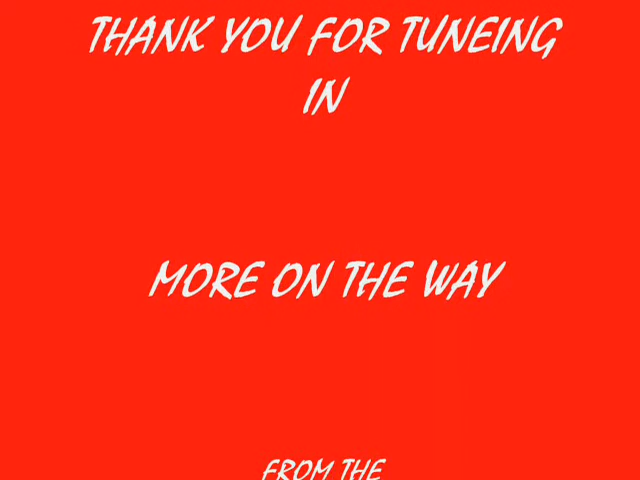 THANK YOU FOR TUNEING
IN
MORE ON THE WAY
FROM THE